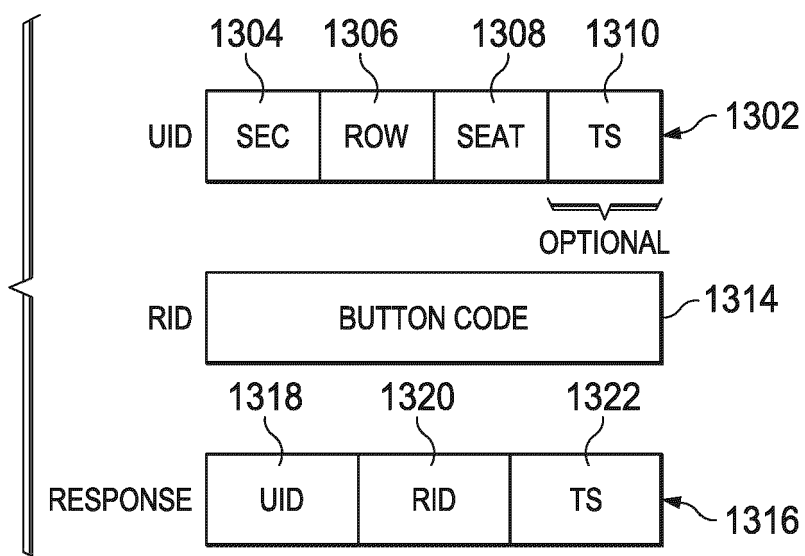 1304 1306 1308 1310
UID SEC ROW SEAT TS 1302
OPTIONAL
RID BUTTON CODE 1314
1318 1320 1322
RESPONSE UID RID TS 1316